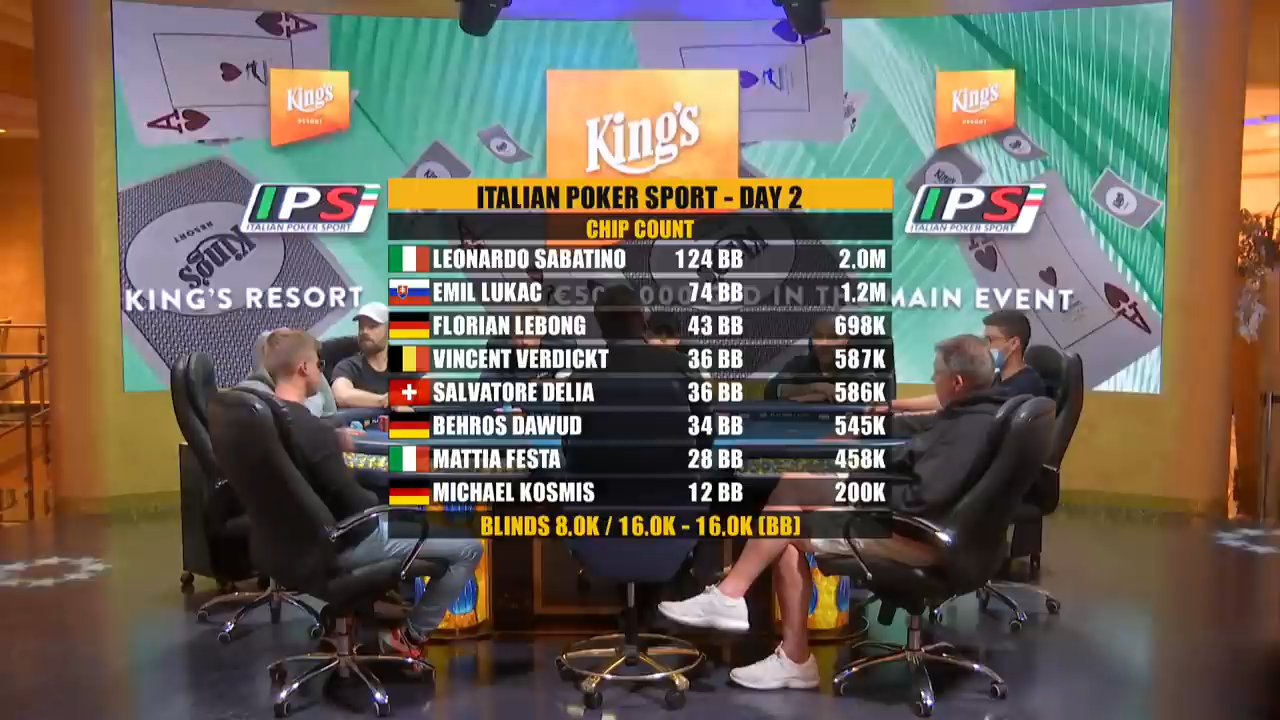 King's
RESORT
King's
King's
RESORT
IPS
ITALIAN POKER SPORT
IPS
ITALIAN POKER SPORT
ITALIAN POKER SPORT - DAY 2
CHIP COUNT
LEONARDO SABATINO 124 BB 2.0M
EMIL LUKAC 74 BB 1.2M
FLORIAN LEBONG 43 BB 698K
VINCENT VERDICKT 36 BB 587K
SALVATORE DELIA 36 BB 586K
BEHROS DAWUD 34 BB 545K
MATTIA FESTA 28 BB 458K
MICHAEL KOSMIS 12 BB 200K
BLINDS 8.0K / 16.0K - 16.0K (BB)
KING'S RESORT
MAIN EVENT
King's
RESORT
A
A
A